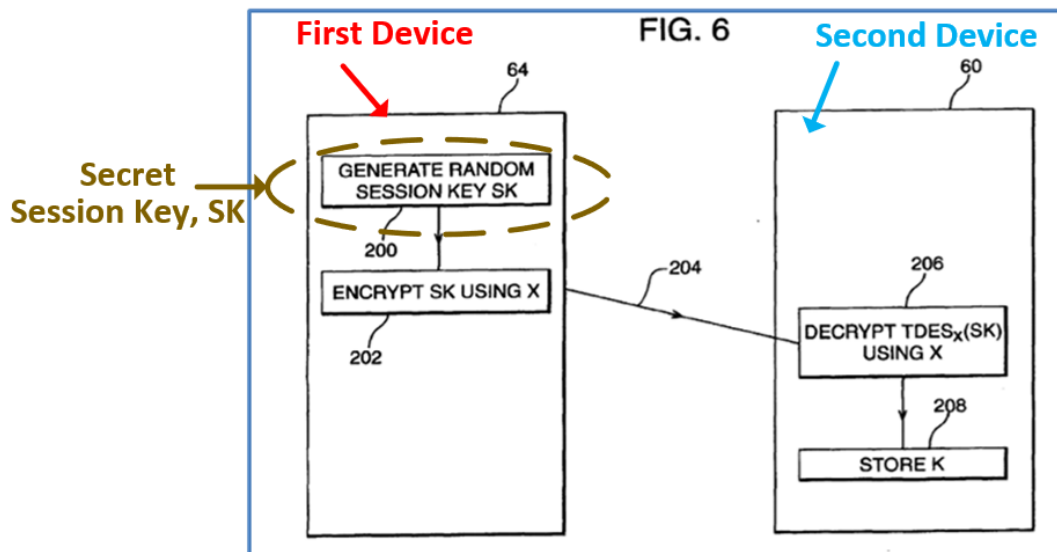 First Device
FIG. 6
Second Device
64
60
Secret
Session Key, SK
GENERATE RANDOM
SESSION KEY SK
200
204
206
ENCRYPT SK USING X
202
DECRYPT TDESX(SK)
USING X
208
STORE K